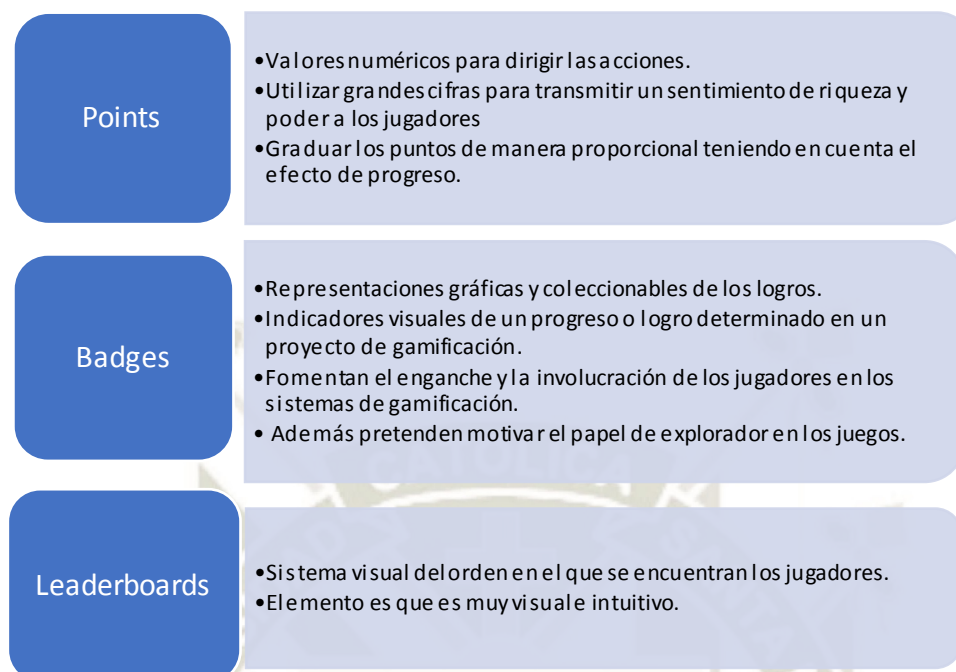 Points
•Valores numéricos para dirigir las acciones.
•Utilizar grandes cifras para transmitir un sentimiento de riqueza y
poder a los jugadores
•Graduar los puntos de manera proporcional teniendo en cuenta el
efecto de progreso.
Badges
•Representaciones gráficas y coleccionables de los logros.
•Indicadores visuales de un progreso o logro determinado en un
proyecto de gamificación.
•Fomentan el enganche y la involucración de los jugadores en los
sistemas de gamificación.
• Además pretenden motivar el papel de explorador en los juegos.
CATOLICA
Leaderboards
•Sistema visual del orden en el que se encuentran los jugadores.
•Elemento es que es muy visual e intuitivo.